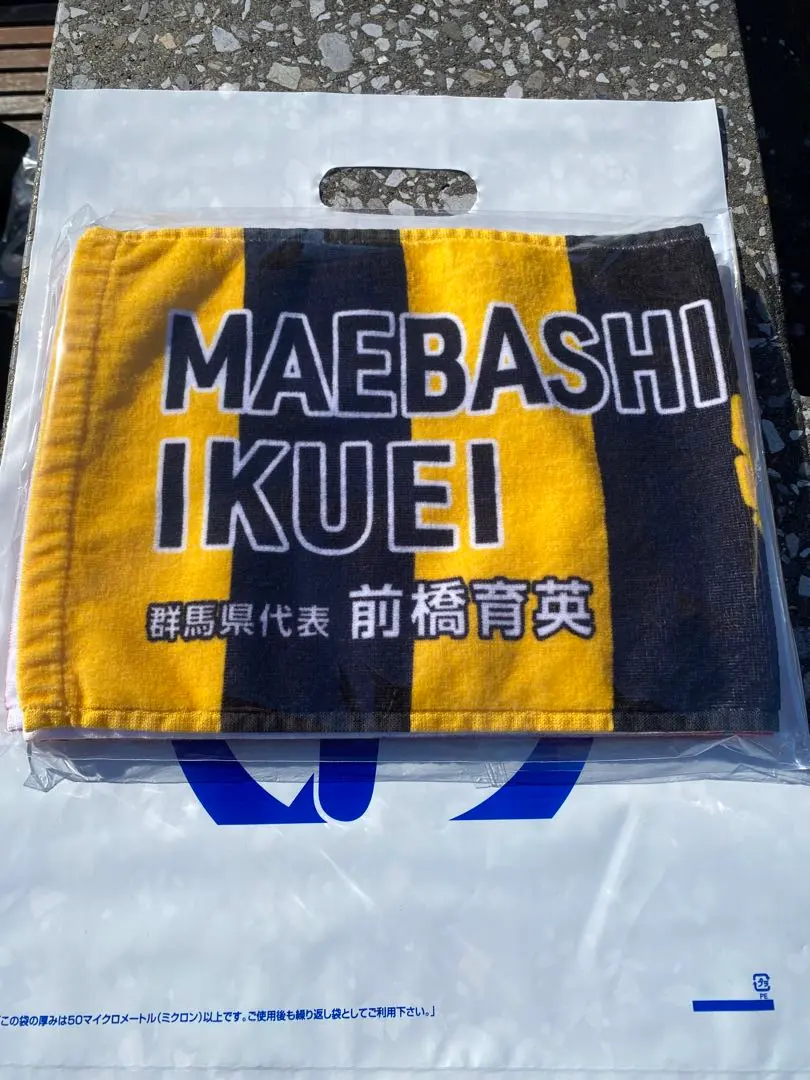 MAEBASHI
IKUEI
群馬県代表 前橋育英
プラ
PE
この袋の厚みは50マイクロメートル(ミクロン)以上です。ご使用後も繰り返し袋としてご利用下さい。」